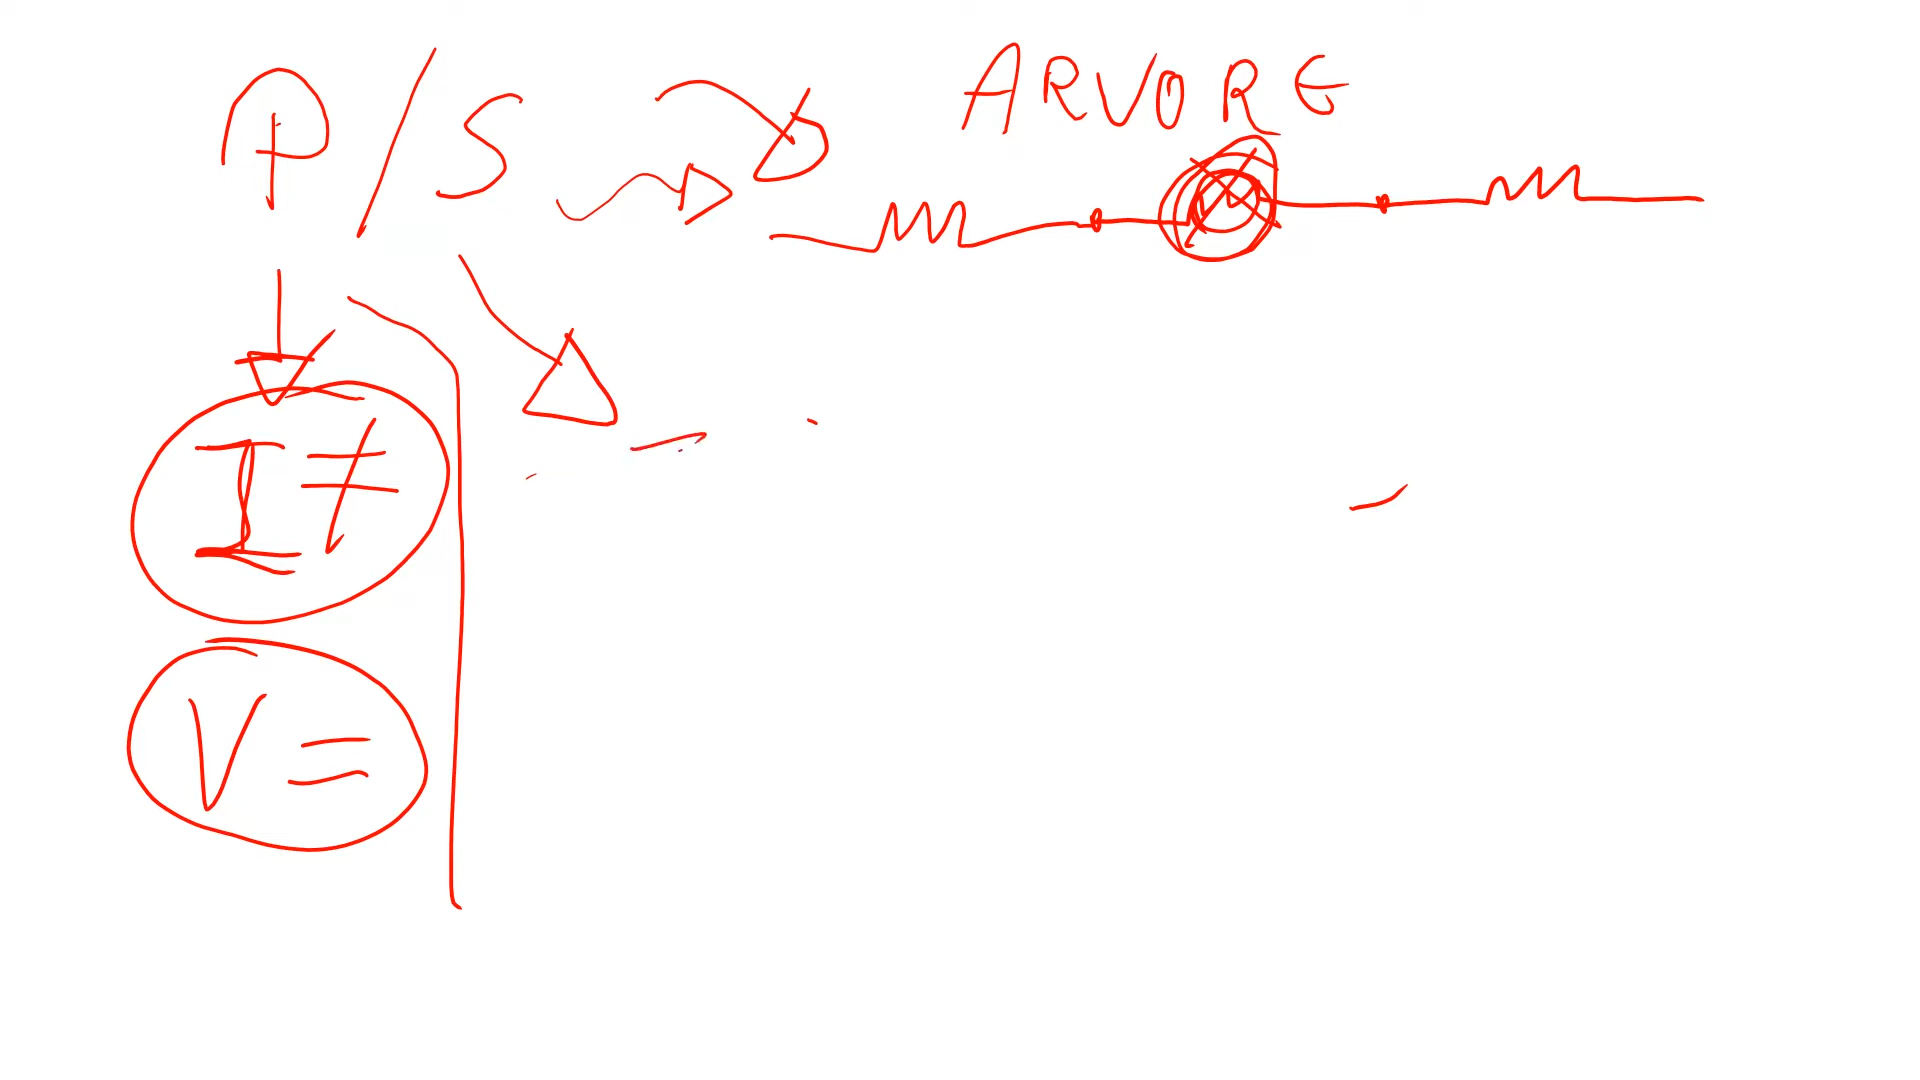 P/S
ARVORE
I ≠
V =